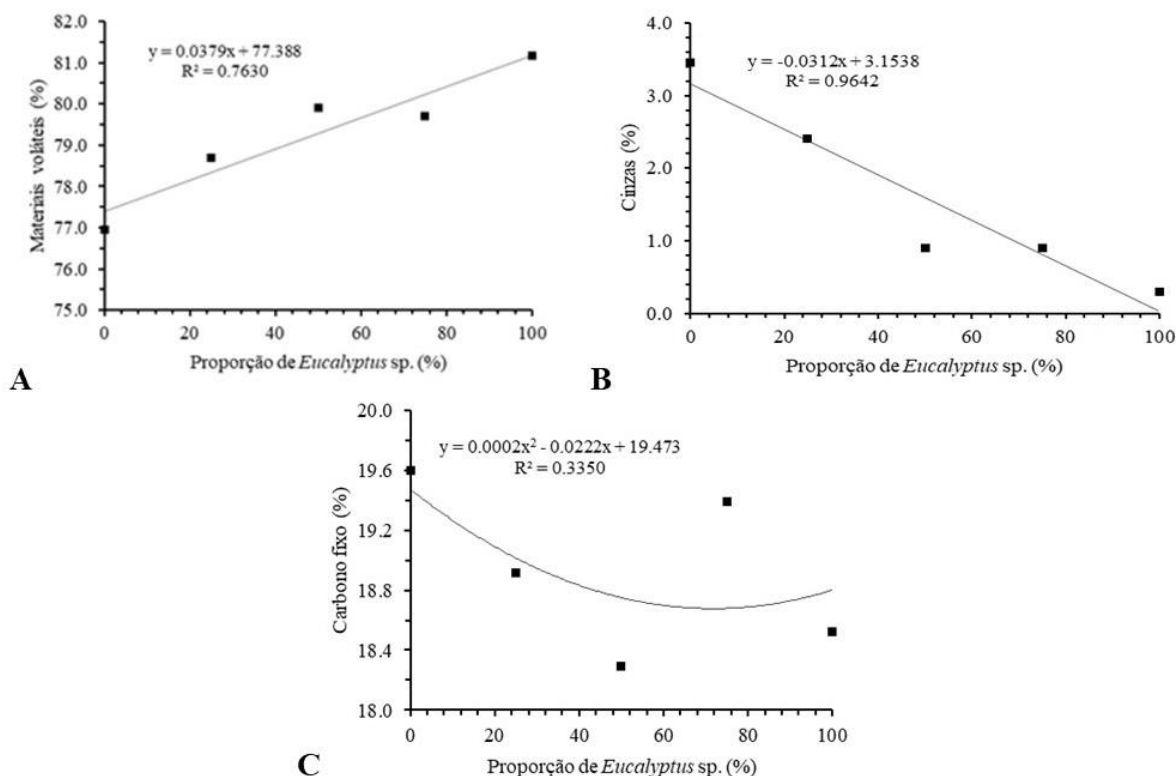 82.0
81.0
80.0
79.0
78.0
77.0
76.0
75.0
Materiais voláteis (%)
y = 0.0379x + 77.388
R² = 0.7630
0 20 40 60 80 100
Proporção de Eucalyptus sp. (%)
A
4.0
3.0
2.0
1.0
0.0
Cinzas (%)
y = -0.0312x + 3.1538
R² = 0.9642
0 20 40 60 80 100
Proporção de Eucalyptus sp. (%)
B
20.0
19.6
19.2
18.8
18.4
18.0
Carbono fixo (%)
y = 0.0002x² - 0.0222x + 19.473
R² = 0.3350
0 20 40 60 80 100
Proporção de Eucalyptus sp. (%)
C